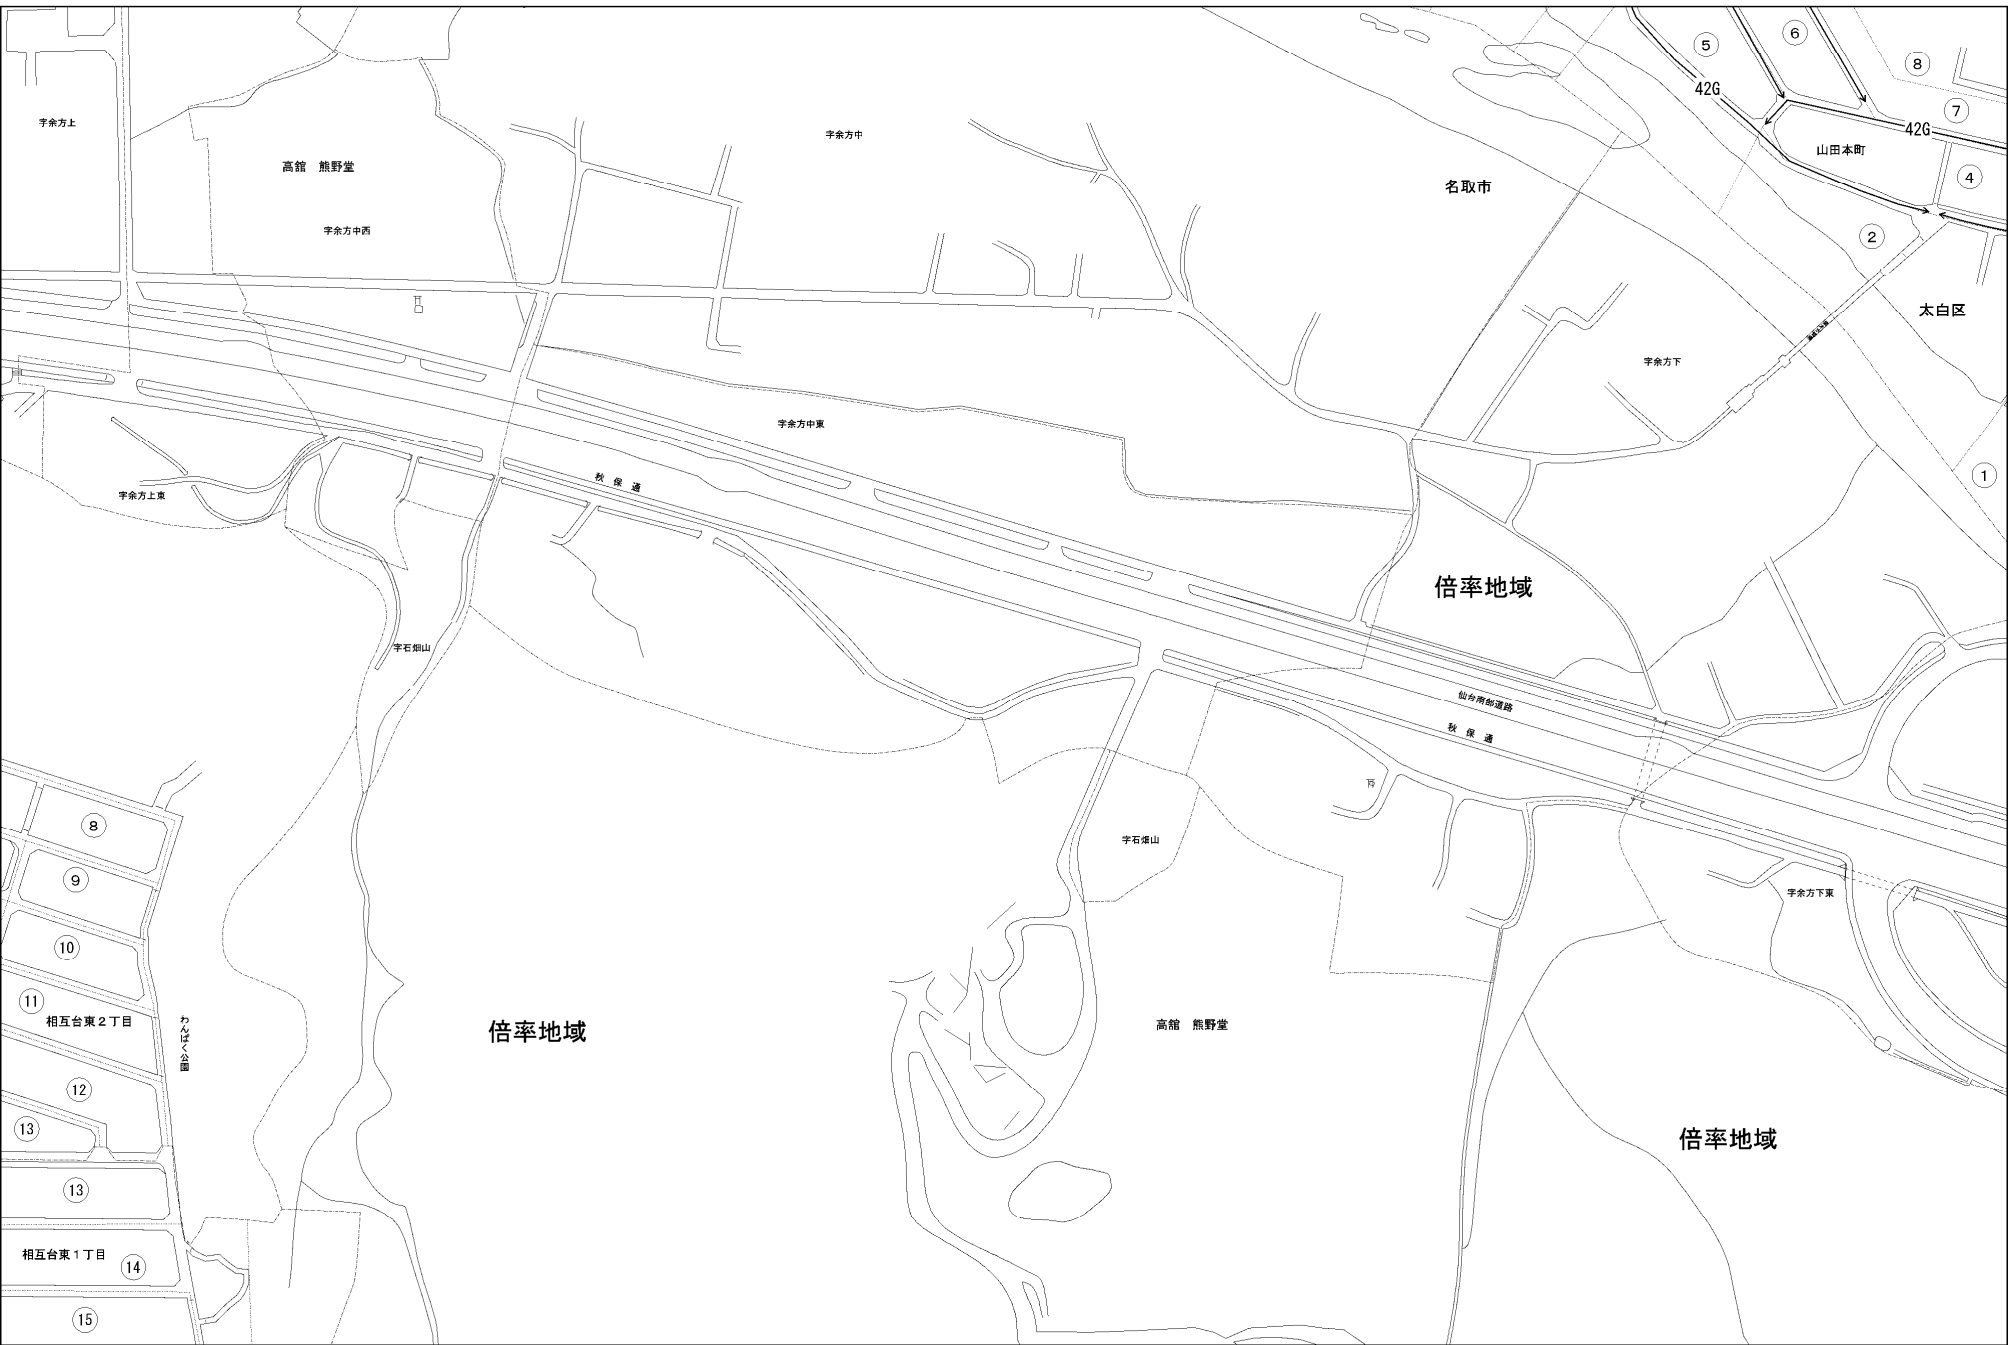 ⑤
⑥
⑧
42G
⑦
字余方上
42G
字余方中
山田本町
高舘　熊野堂
④
名取市
字余方中西
②
太白区
字余方下
字余方中東
①
秋保通
字余方上東
倍率地域
字石畑山
仙台南部道路
秋保通
⑧
字石畑山
⑨
字余方下東
⑩
⑪
相互台東２丁目
わんぱく公園
高舘　熊野堂
倍率地域
⑫
⑬
倍率地域
⑬
相互台東１丁目
⑭
⑮